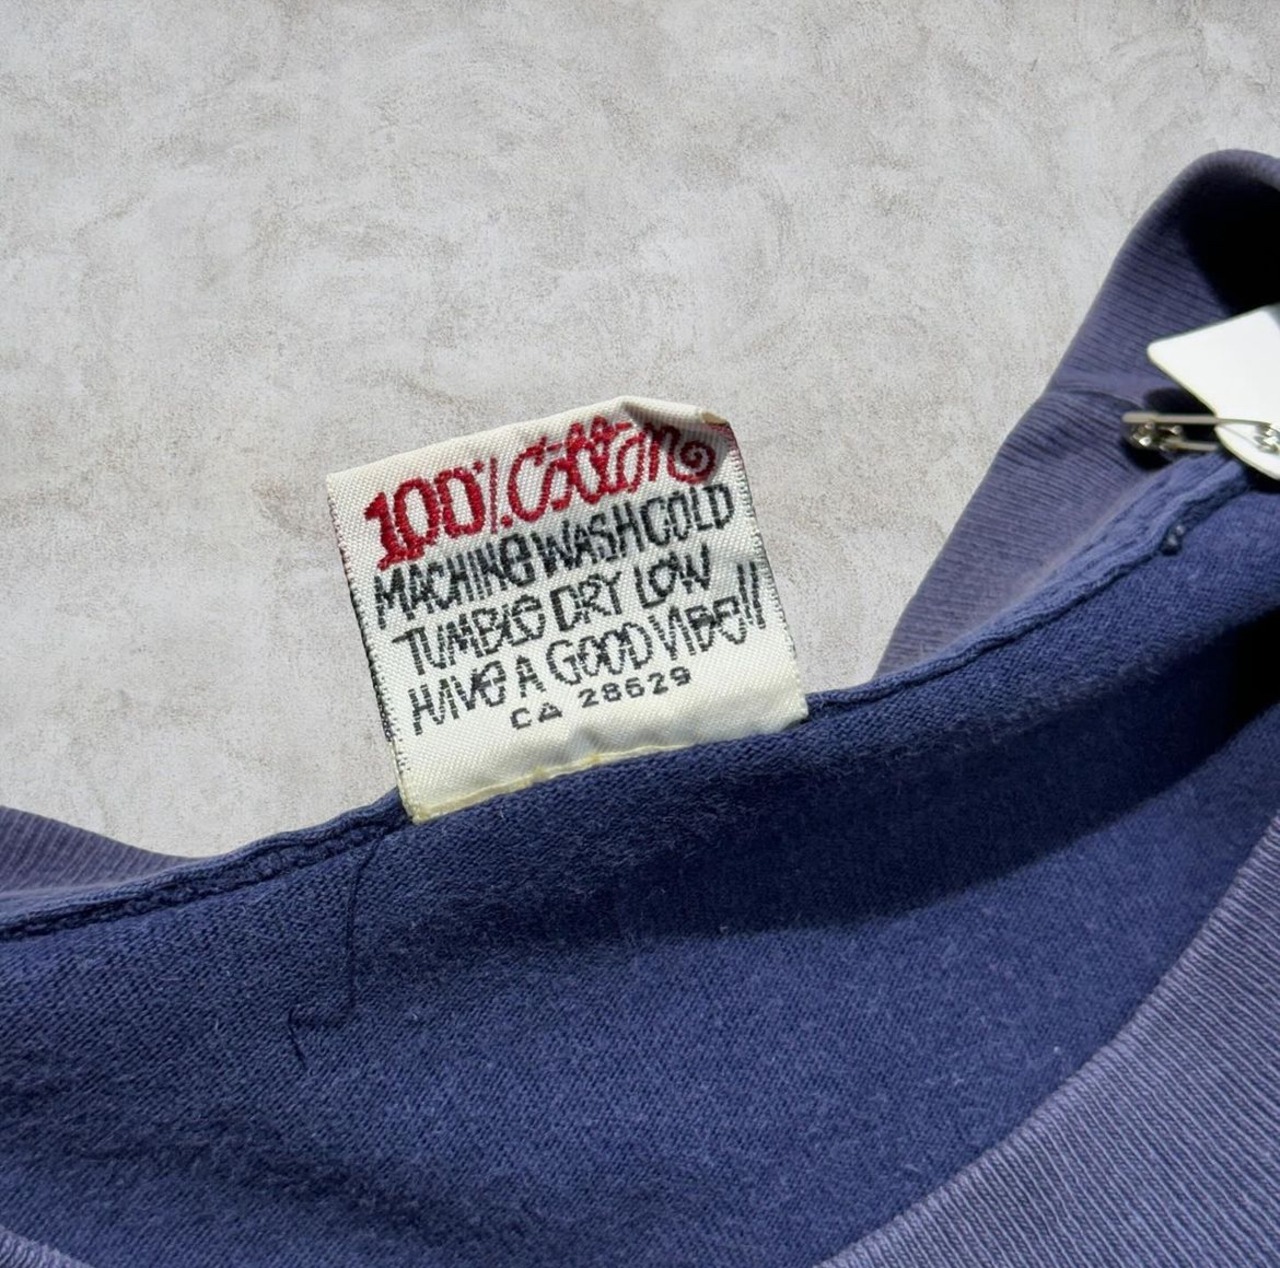 100% Cotton
MACHINE WASH COLD
TUMBLE DRY LOW
HAVE A GOOD VIBE!!
CA 28629